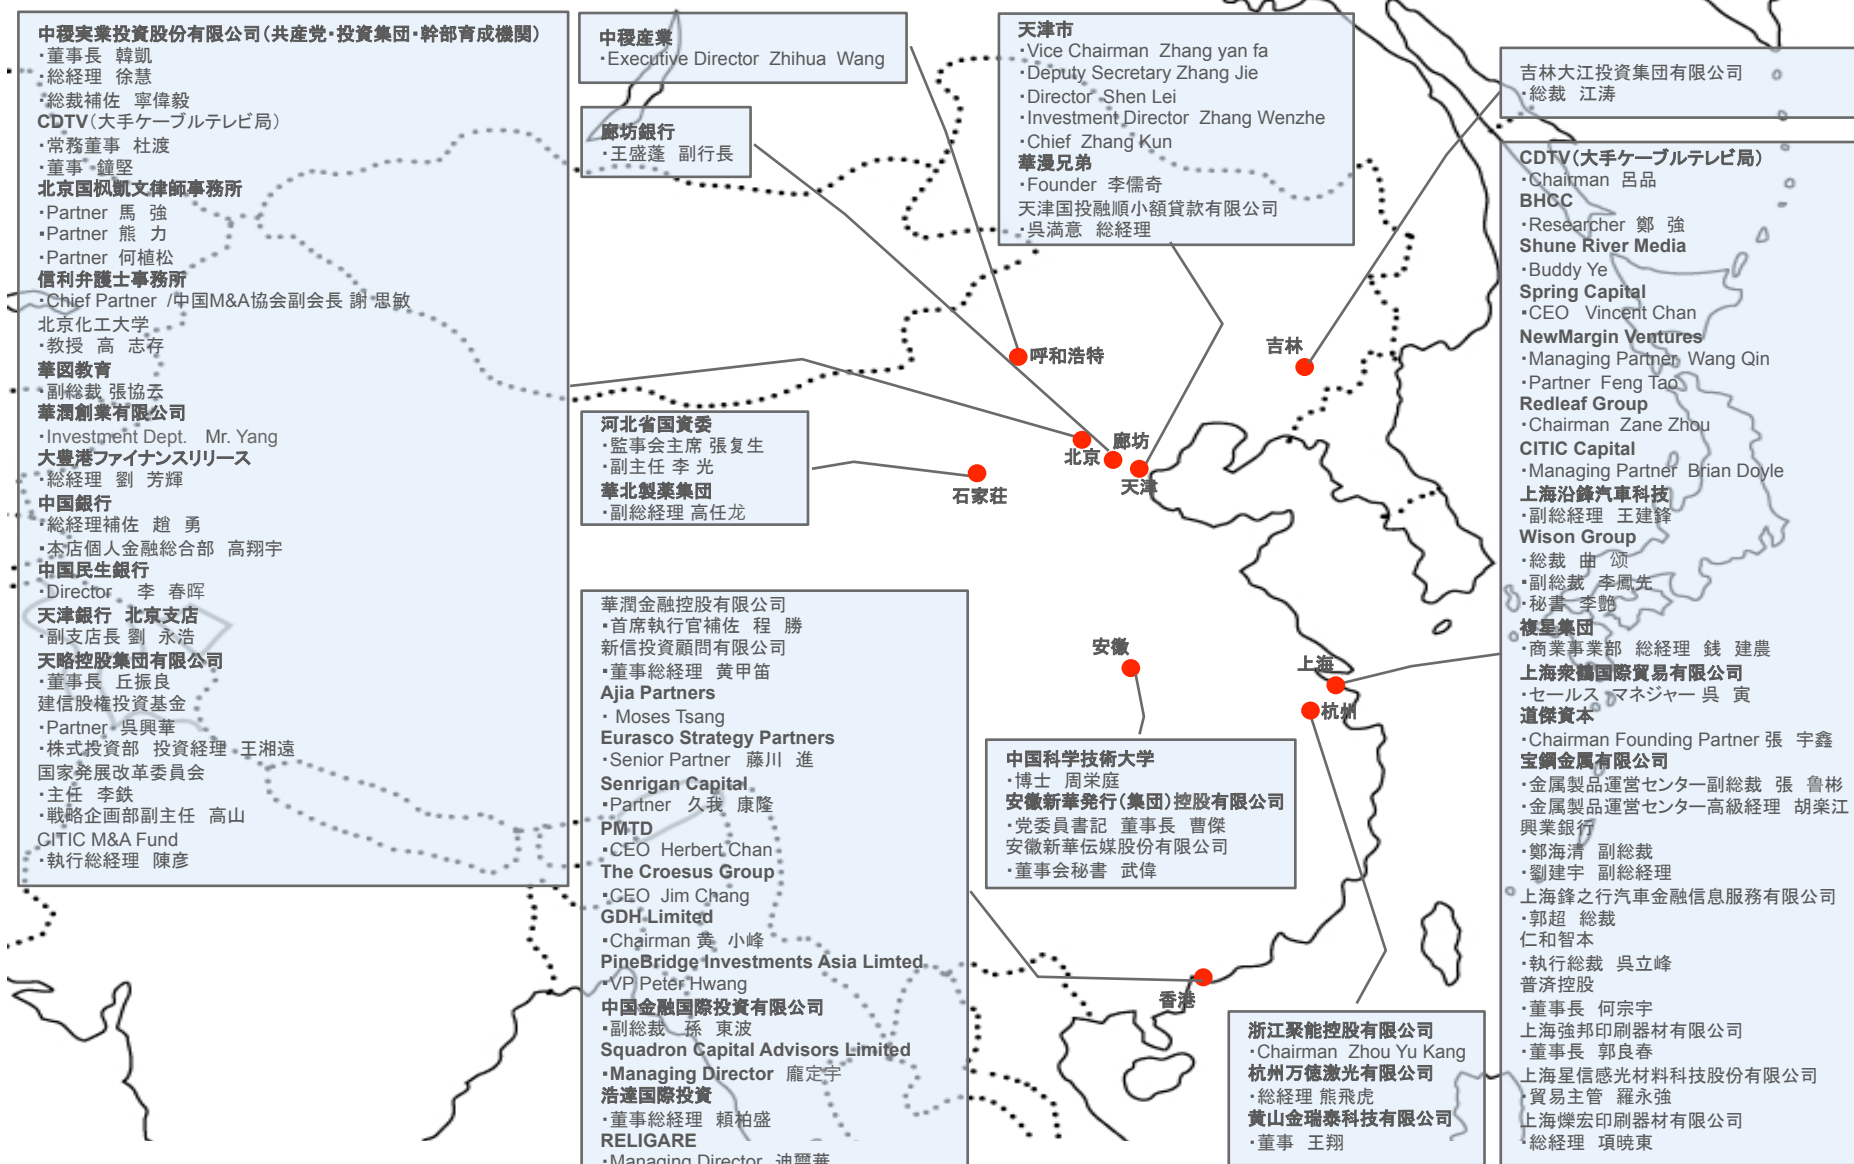 中稷実業投資股份有限公司(共産党・投資集団・幹部育成機関)
・董事長 韓凱
・総経理 徐慧
・総裁補佐 寧偉毅
CDTV(大手ケーブルテレビ局)
・常務董事 杜渡
・董事 鐘堅
北京国枫凱文律師事務所
・Partner 馬 強
・Partner 熊 力
・Partner 何植松
信利弁護士事務所
・Chief Partner /中国M&A協会副会長 謝 思敏
北京化工大学
・教授 高 志存
華図教育
・副総裁 張協云
華潤創業有限公司
・Investment Dept. Mr. Yang
大豊港ファイナンスリリース
・総経理 劉 芳輝
中国銀行
・総経理補佐 趙 勇
・本店個人金融総合部 高翔宇
中国民生銀行
・Director 李 春晖
天津銀行 北京支店
・副支店長 劉 永浩
天略控股集団有限公司
・董事長 丘振良
建信股権投資基金
・Partner 呉興華
・株式投資部 投資経理 王湘遠
国家発展改革委員会
・主任 李鉄
・戦略企画部副主任 高山
CITIC M&A Fund
・執行総経理 陳彦
中稷産業
・Executive Director Zhihua Wang
廊坊銀行
・王盛蓬 副行長
天津市
・Vice Chairman Zhang yan fa
・Deputy Secretary Zhang Jie
・Director Shen Lei
・Investment Director Zhang Wenzhe
・Chief Zhang Kun
華漫兄弟
・Founder 李儒奇
天津国投融順小額貸款有限公司
・呉満意 総経理
吉林大江投資集団有限公司
・総裁 江涛
呼和浩特
吉林
北京
廊坊
天津
石家荘
安徽
上海
杭州
香港
河北省国資委
・監事会主席 張复生
・副主任 李 光
華北製薬集団
・副総経理 高任龙
華潤金融控股有限公司
・首席執行官補佐 程 勝
新信投資顧問有限公司
・董事総経理 黄甲笛
Ajia Partners
・ Moses Tsang
Eurasco Strategy Partners
・Senior Partner 藤川 進
Senrigan Capital
・Partner 久我 康隆
PMTD
・CEO Herbert Chan
The Croesus Group
・CEO Jim Chang
GDH Limited
・Chairman 黄 小峰
PineBridge Investments Asia Limted
・VP Peter Hwang
中国金融国際投資有限公司
・副総裁 孫 東波
Squadron Capital Advisors Limited
・Managing Director 龐定宇
浩達国際投資
・董事総経理 頼柏盛
RELIGARE
・Managing Director 迪爾華
中国科学技術大学
・博士 周栄庭
安徽新華発行(集団)控股有限公司
・党委員書記 董事長 曹傑
安徽新華伝媒股份有限公司
・董事会秘書 武偉
浙江聚能控股有限公司
・Chairman Zhou Yu Kang
杭州万徳激光有限公司
・総経理 熊飛虎
黄山金瑞泰科技有限公司
・董事 王翔
CDTV(大手ケーブルテレビ局)
・Chairman 呂品
BHCC
・Researcher 鄭 強
Shune River Media
・Buddy Ye
Spring Capital
・CEO Vincent Chan
NewMargin Ventures
・Managing Partner Wang Qin
・Partner Feng Tao
Redleaf Group
・Chairman Zane Zhou
CITIC Capital
・Managing Partner Brian Doyle
上海沿鋒汽車科技
・副総経理 王建鋒
Wison Group
・総裁 曲 颂
・副総裁 李鳳先
・秘書 李艶
複星集団
・商業事業部 総経理 銭 建農
上海衆鶴国際貿易有限公司
・セールス マネジャー 呉 寅
道傑資本
・Chairman Founding Partner 張 宇鑫
宝鋼金属有限公司
・金属製品運営センター副総裁 張 魯彬
・金属製品運営センター高級経理 胡楽江
興業銀行
・鄭海清 副総裁
・劉建宇 副総経理
上海鋒之行汽車金融信息服務有限公司
・郭超 総裁
仁和智本
・執行総裁 呉立峰
普済控股
・董事長 何宗宇
上海強邦印刷器材有限公司
・董事長 郭良春
上海星信感光材料科技股份有限公司
・貿易主管 羅永強
上海爍宏印刷器材有限公司
・総経理 項暁東